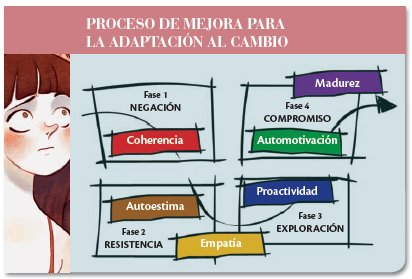 PROCESO DE MEJORA PARA
LA ADAPTACIÓN AL CAMBIO
Fase 1
NEGACIÓN
Coherencia
Madurez
Fase 4
COMPROMISO
Automotivación
Autoestima
Fase 2
RESISTENCIA
Empatía
Proactividad
Fase 3
EXPLORACIÓN